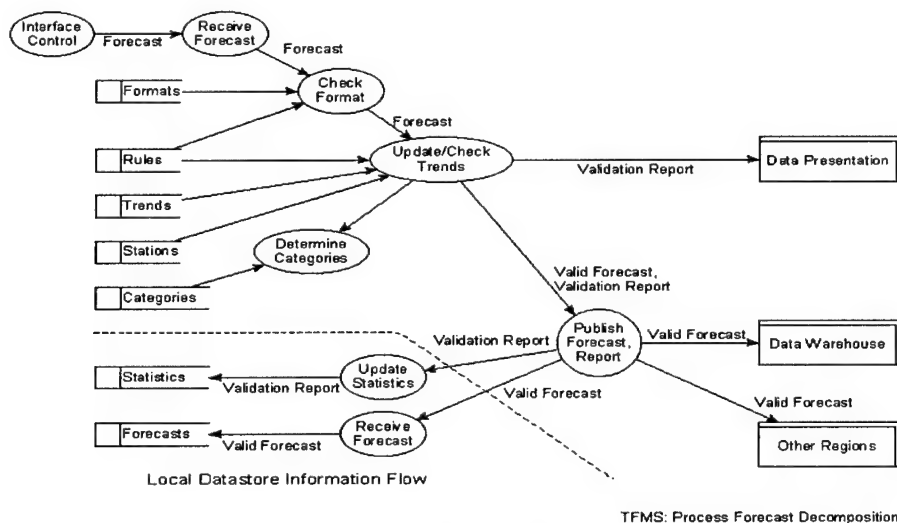 Interface
Control
Forecast
Receive
Forecast
Forecast
Formats
Check
Format
Forecast
Rules
Update/Check
Trends
Validation Report
Data Presentation
Trends
Stations
Determine
Categories
Categories
Valid Forecast,
Validation Report
Publish
Forecast,
Report
Valid Forecast
Data Warehouse
Validation Report
Statistics
Validation Report
Update
Statistics
Valid Forecast
Valid Forecast
Other Regions
Forecasts
Valid Forecast
Receive
Forecast
Local Datastore Information Flow
TFMS: Process Forecast Decomposition